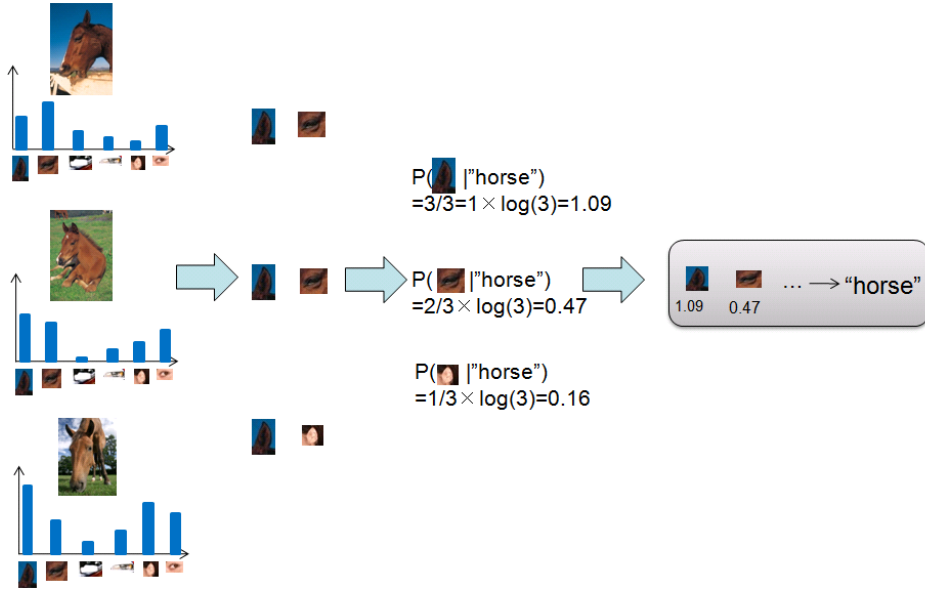 P( |"horse")
=3/3=1×log(3)=1.09
P( |"horse")
=2/3×log(3)=0.47
P( |"horse")
=1/3×log(3)=0.16
... → "horse"
1.09 0.47